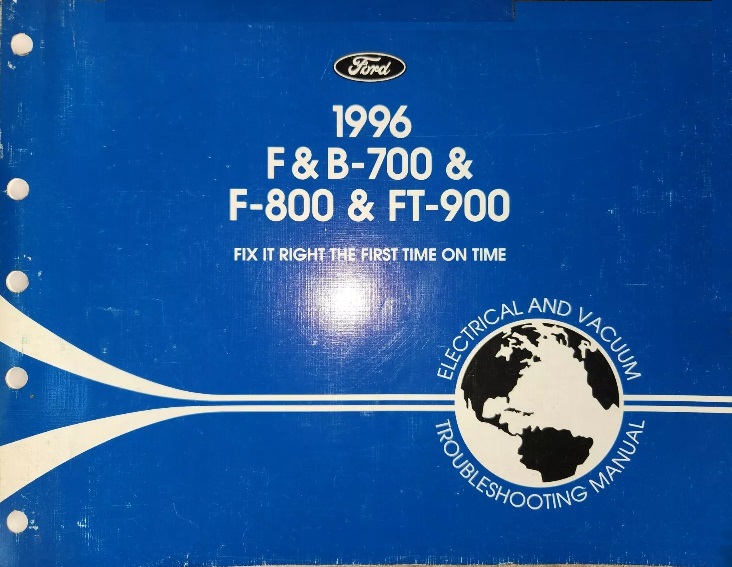 Ford
1996
F & B-700 &
F-800 & FT-900
FIX IT RIGHT THE FIRST TIME ON TIME
ELECTRICAL AND VACUUM
TROUBLESHOOTING MANUAL